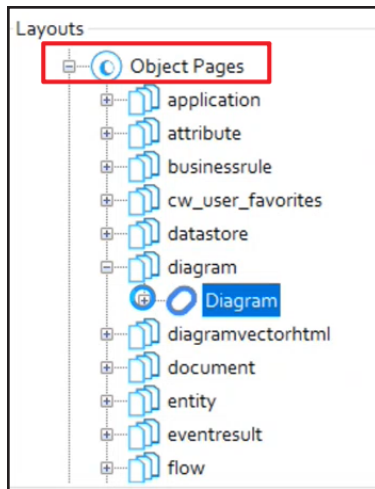 Layouts
Object Pages
application
attribute
businessrule
cw_user_favorites
datastore
diagram
Diagram
diagramvectorhtml
document
entity
eventresult
flow